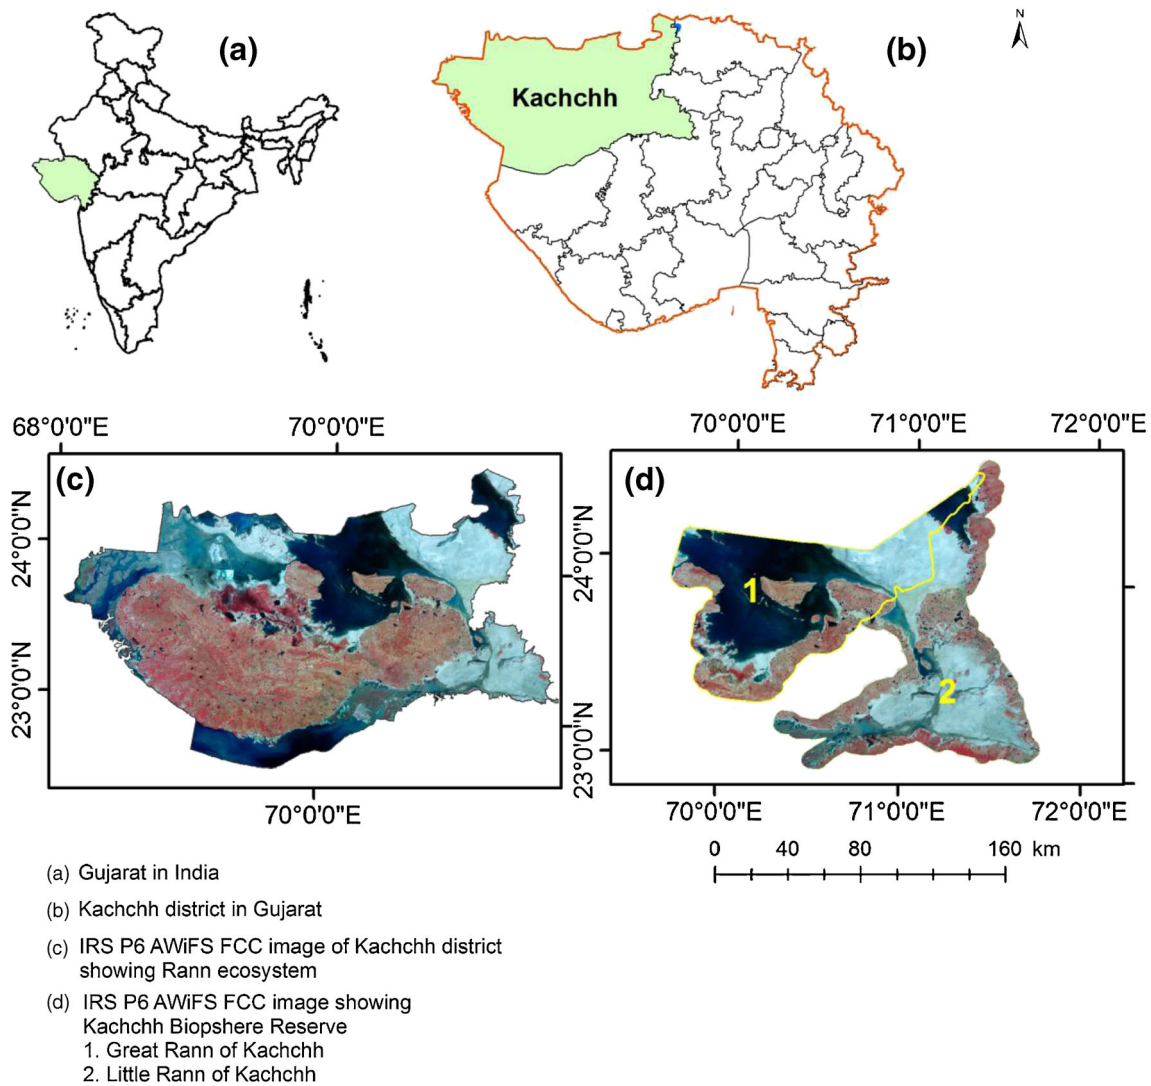 (a)
(b)
N
Kachchh
68°0'0"E
70°0'0"E
70°0'0"E
71°0'0"E
72°0'0"E
(c)
(d)
24°0'0"N
24°0'0"N
1
23°0'0"N
2
23°0'0"N
70°0'0"E
70°0'0"E
71°0'0"E
72°0'0"E
0 40 80 160 km
(a) Gujarat in India
(b) Kachchh district in Gujarat
(c) IRS P6 AWiFS FCC image of Kachchh district
showing Rann ecosystem
(d) IRS P6 AWiFS FCC image showing
Kachchh Biopshere Reserve
1. Great Rann of Kachchh
2. Little Rann of Kachchh